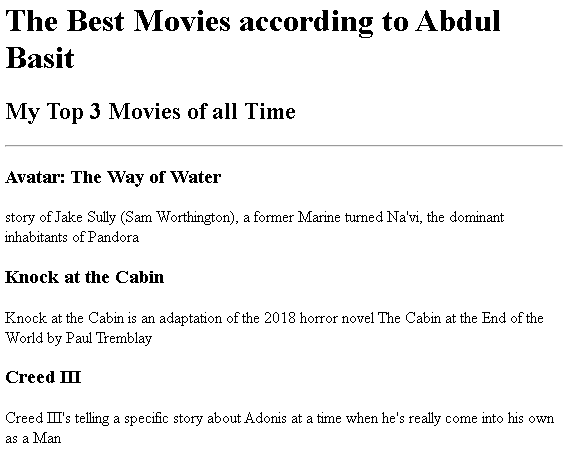 The Best Movies according to Abdul
Basit
My Top 3 Movies of all Time
Avatar: The Way of Water
story of Jake Sully (Sam Worthington), a former Marine turned Na'vi, the dominant
inhabitants of Pandora
Knock at the Cabin
Knock at the Cabin is an adaptation of the 2018 horror novel The Cabin at the End of the
World by Paul Tremblay
Creed III
Creed III's telling a specific story about Adonis at a time when he's really come into his own
as a Man